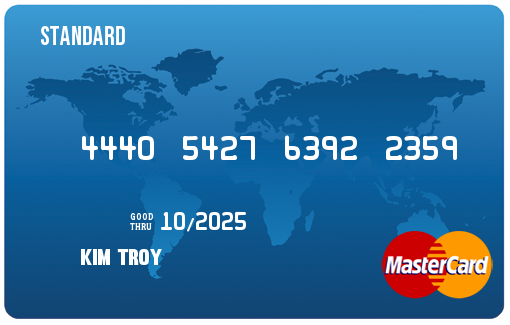 STANDARD
4440 5427 6392 2359
GOOD THRU 10/2025
KIM TROY
MasterCard